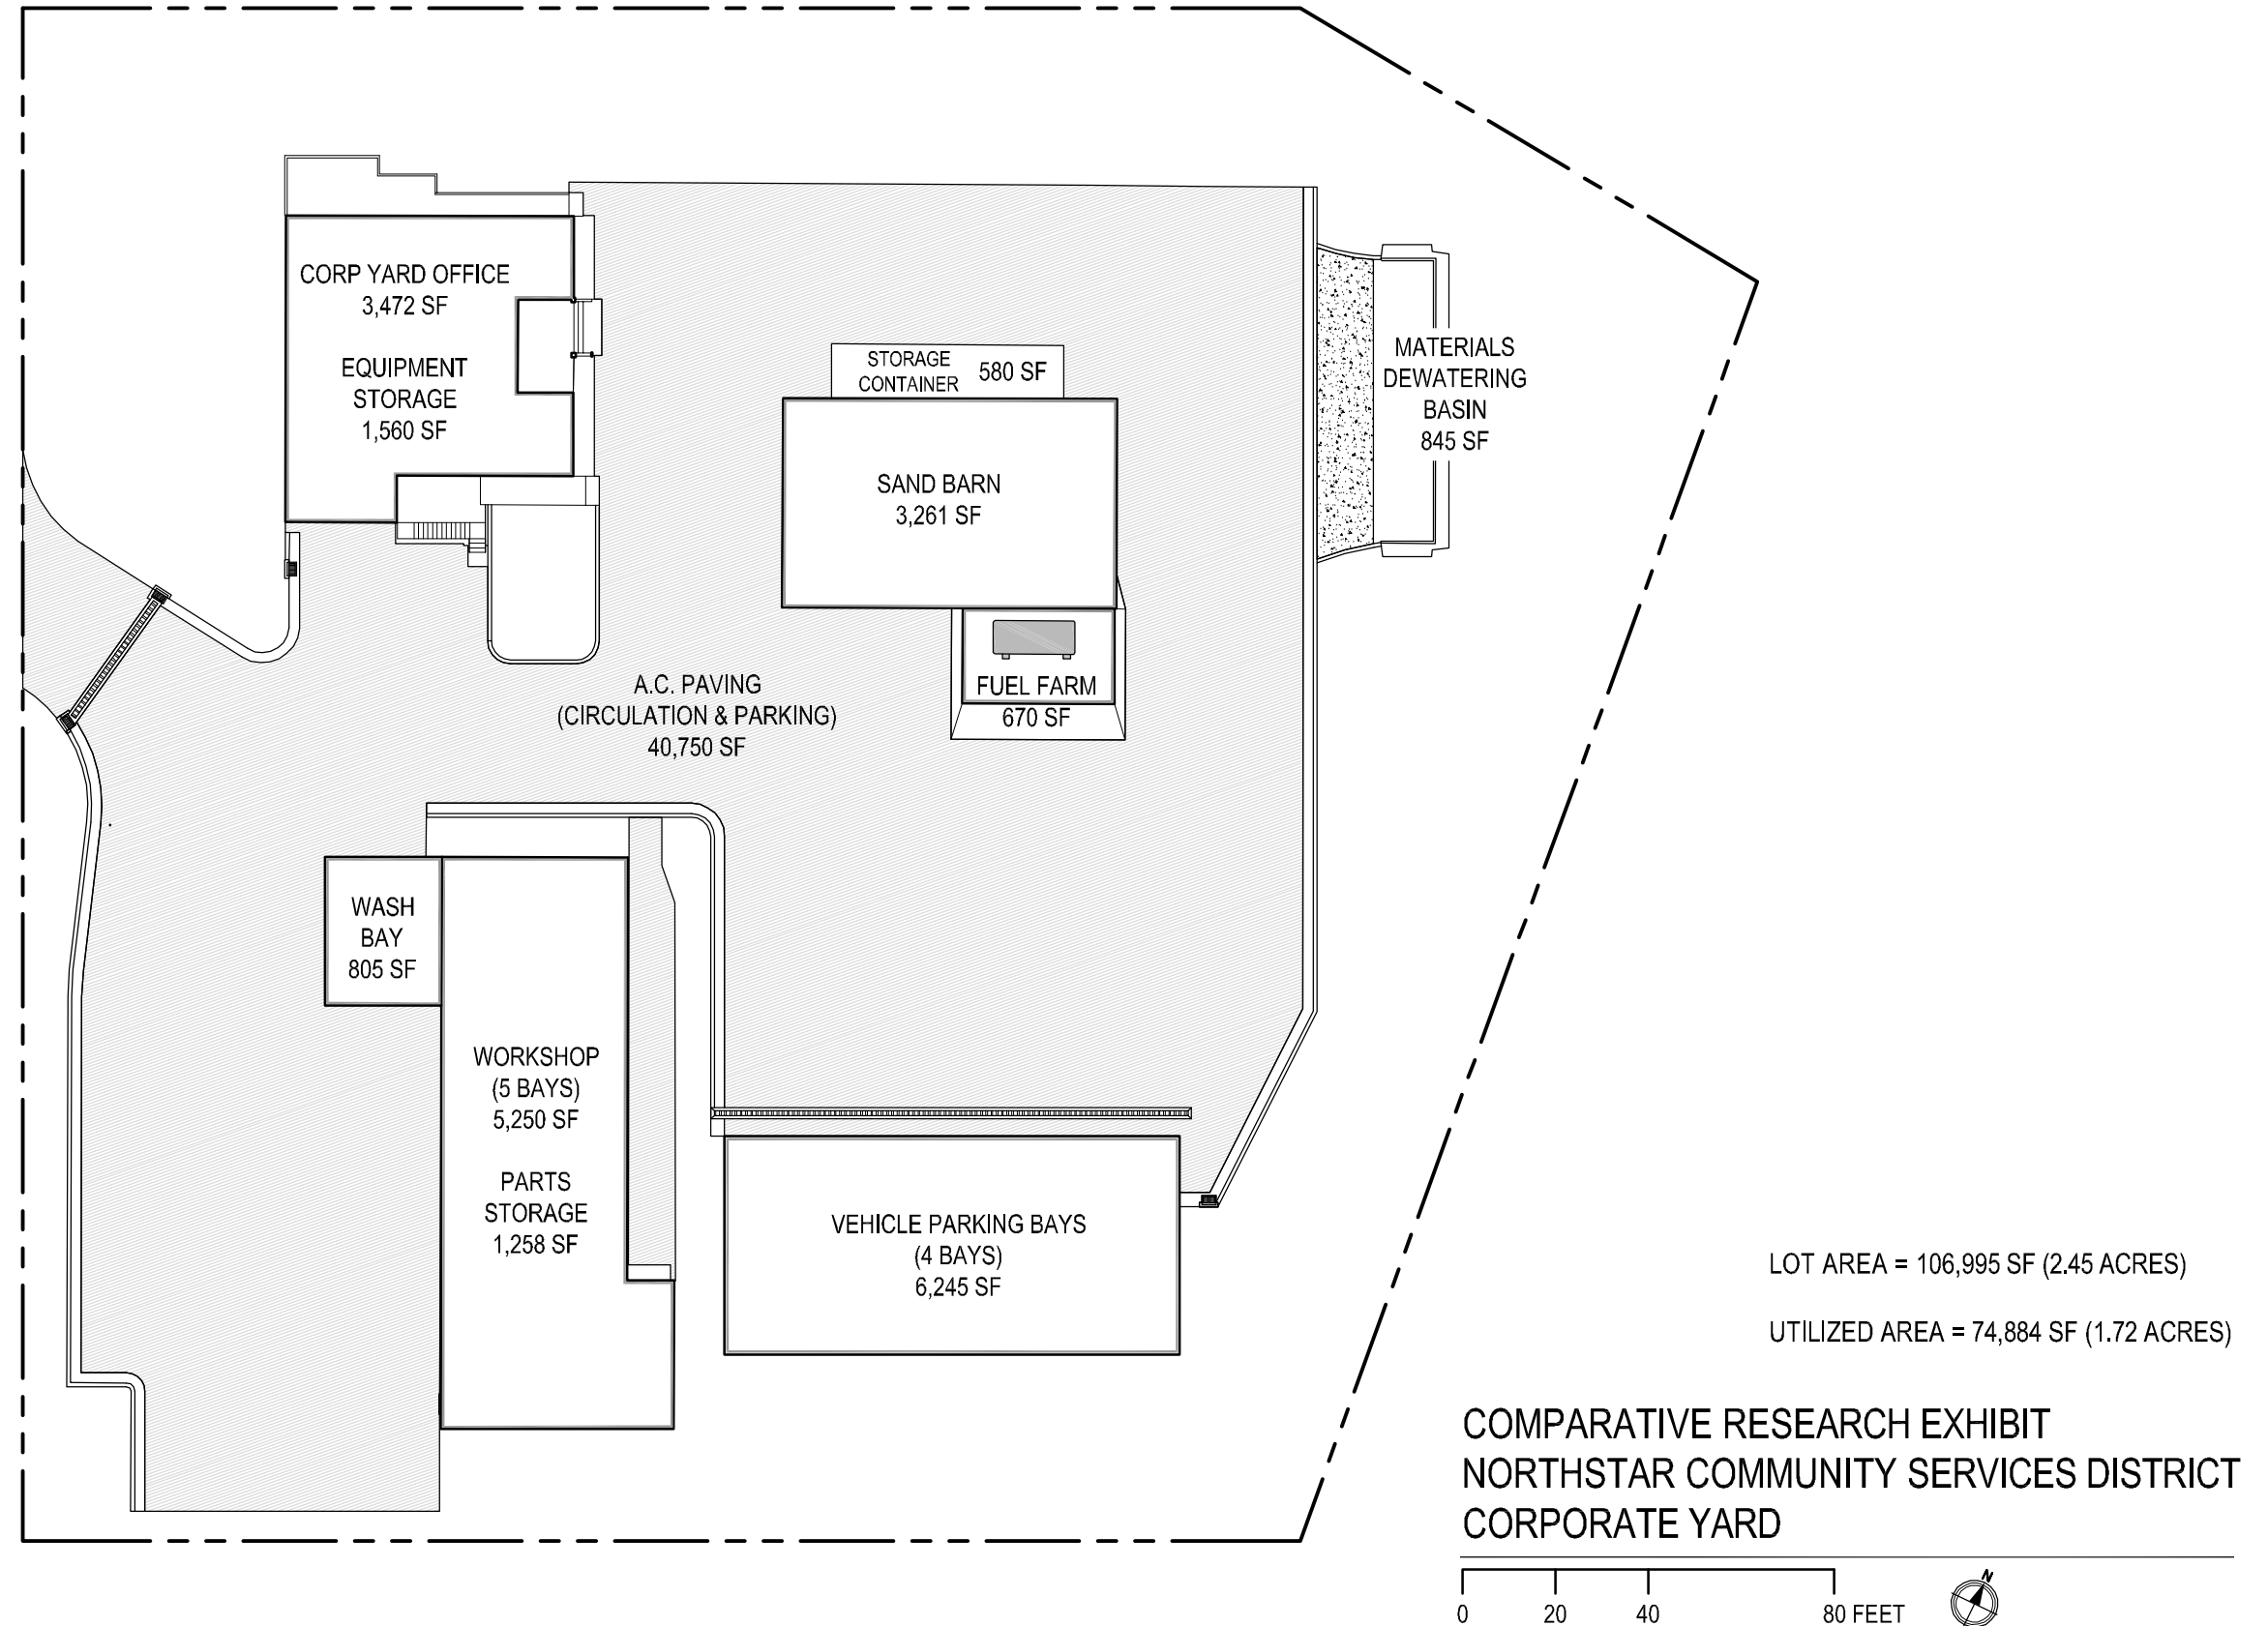 CORP YARD OFFICE
3,472 SF
EQUIPMENT
STORAGE
1,560 SF
STORAGE
CONTAINER
580 SF
MATERIALS
DEWATERING
BASIN
845 SF
SAND BARN
3,261 SF
FUEL FARM
670 SF
A.C. PAVING
(CIRCULATION & PARKING)
40,750 SF
WASH
BAY
805 SF
WORKSHOP
(5 BAYS)
5,250 SF
PARTS
STORAGE
1,258 SF
VEHICLE PARKING BAYS
(4 BAYS)
6,245 SF
LOT AREA = 106,995 SF (2.45 ACRES)
UTILIZED AREA = 74,884 SF (1.72 ACRES)
COMPARATIVE RESEARCH EXHIBIT
NORTHSTAR COMMUNITY SERVICES DISTRICT
CORPORATE YARD
0 20 40 80 FEET
N